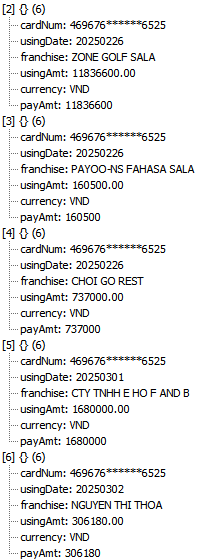 [2] {} (6)
cardNum: 469676******6525
usingDate: 20250226
franchise: ZONE GOLF SALA
usingAmt: 11836600.00
currency: VND
payAmt: 11836600
[3] {} (6)
cardNum: 469676******6525
usingDate: 20250226
franchise: PAYOO-NS FAHASA SALA
usingAmt: 160500.00
currency: VND
payAmt: 160500
[4] {} (6)
cardNum: 469676******6525
usingDate: 20250226
franchise: CHOI GO REST
usingAmt: 737000.00
currency: VND
payAmt: 737000
[5] {} (6)
cardNum: 469676******6525
usingDate: 20250301
franchise: CTY TNHH E HO F AND B
usingAmt: 1680000.00
currency: VND
payAmt: 1680000
[6] {} (6)
cardNum: 469676******6525
usingDate: 20250302
franchise: NGUYEN THI THOA
usingAmt: 306180.00
currency: VND
payAmt: 306180